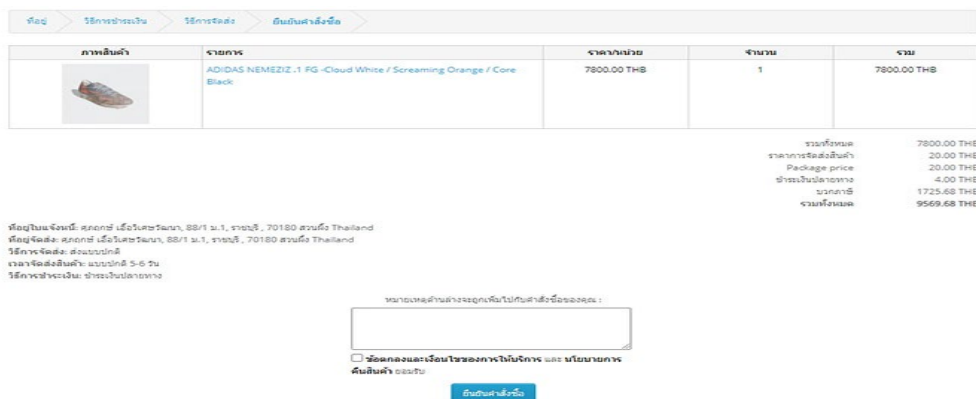 ที่อยู่ วิธีการชำระเงิน วิธีการจัดส่ง ยืนยันคำสั่งซื้อ
ภาพสินค้า รายการ ราคา/หน่วย จำนวน รวม
ADIDAS NEMEZIZ .1 FG -Cloud White / Screaming Orange / Core 7800.00 THB 1 7800.00 THB
Black
รวมทั้งหมด 7800.00 THB
ราคาการจัดส่งสินค้า 20.00 THB
Package price 20.00 THB
ชำระเงินปลายทาง 4.00 THB
บวกภาษี 1725.68 THB
รวมทั้งหมด 9569.68 THB
ที่อยู่ใบแจ้งหนี้: ศุภฤกษ์ เอื้อวิเศษวัฒนา, 88/1 ม.1, ราชบุรี , 70180 สวนผึ้ง Thailand
ที่อยู่จัดส่ง: ศุภฤกษ์ เอื้อวิเศษวัฒนา, 88/1 ม.1, ราชบุรี , 70180 สวนผึ้ง Thailand
วิธีการจัดส่ง: ส่งแบบปกติ
เวลาจัดส่งสินค้า: แบบปกติ 5-6 วัน
วิธีการชำระเงิน: ชำระเงินปลายทาง
หมายเหตุด้านล่างจะถูกเพิ่มไปกับคำสั่งซื้อของคุณ :
ข้อตกลงและเงื่อนไขของการให้บริการ และ นโยบายการ
คืนสินค้า ยอมรับ
ยืนยันคำสั่งซื้อ